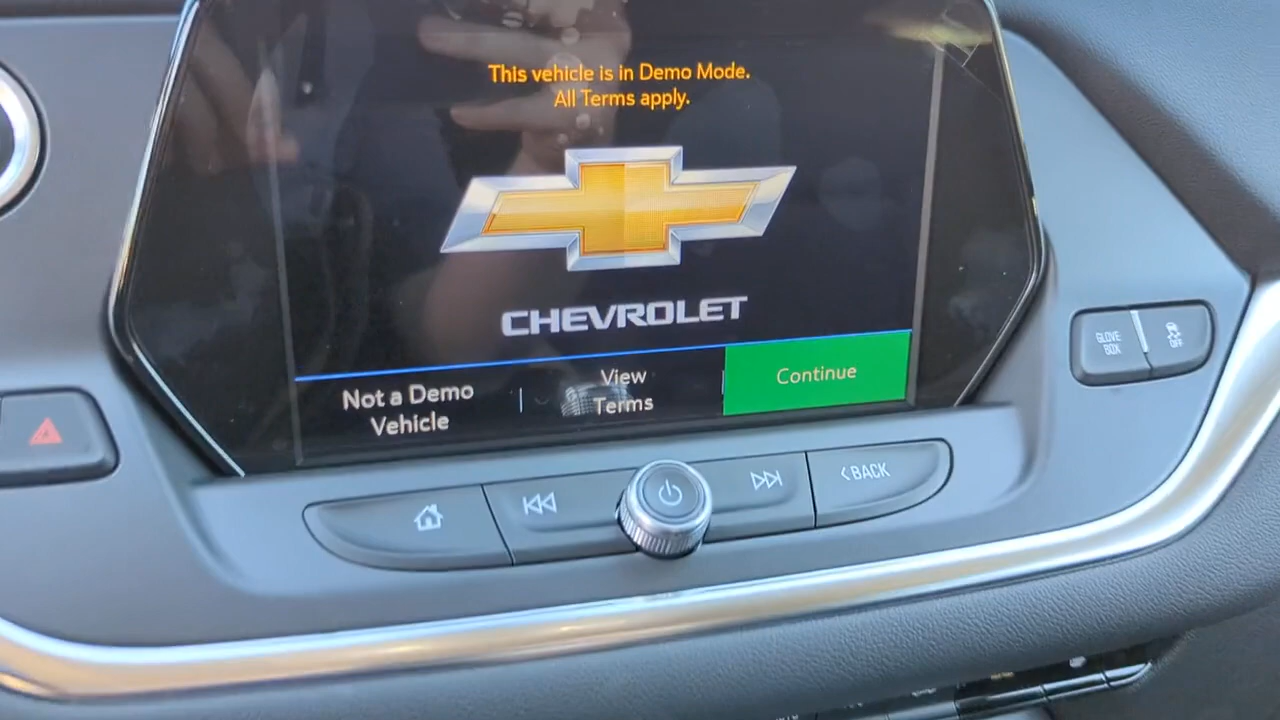 This vehicle is in Demo Mode.
All Terms apply.
CHEVROLET
Not a Demo
Vehicle
View
Terms
Continue
GLOVE
BOX
OFF
BACK